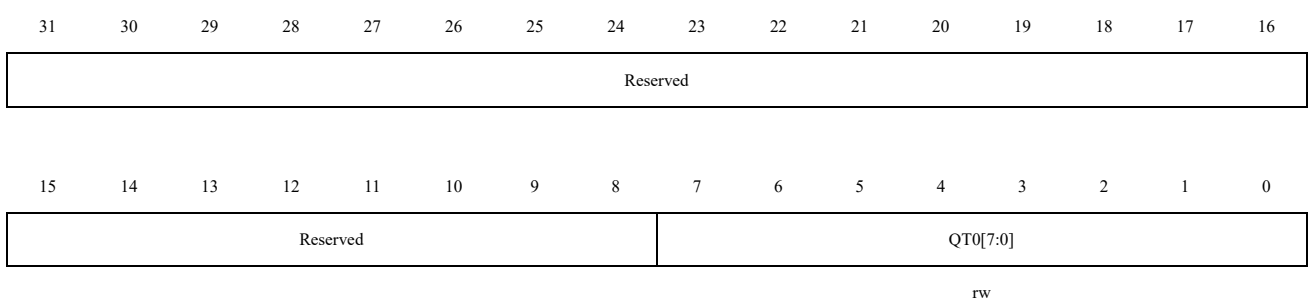 31 30 29 28 27 26 25 24 23 22 21 20 19 18 17 16
Reserved
15 14 13 12 11 10 9 8 7 6 5 4 3 2 1 0
Reserved QT0[7:0]
rw